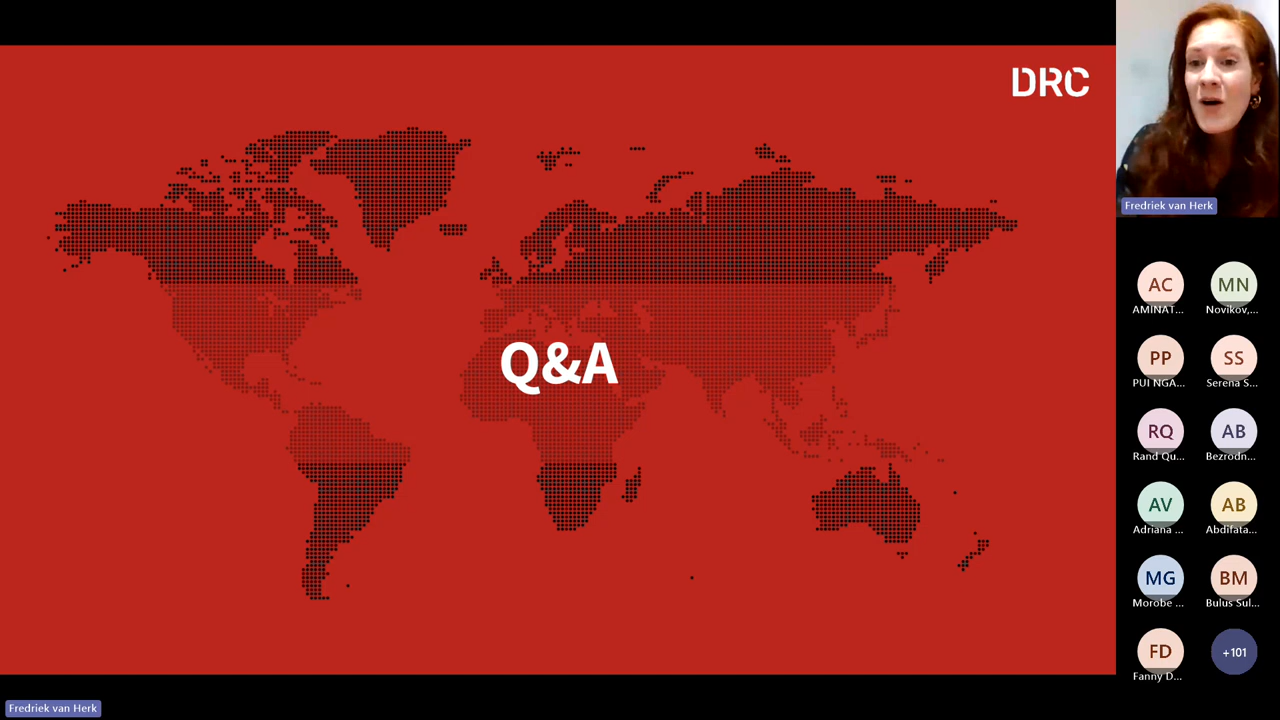 DRC
Q&A
Fredriek van Herk
AC
AMINAT...
MN
Novikov,...
PP
PUI NGA...
SS
Serena S...
RQ
Rand Qu...
AB
Bezrodn...
AV
Adriana ...
AB
Abdifata...
MG
Morobe ...
BM
Bulus Sul...
FD
Fanny D...
+101
Fredriek van Herk